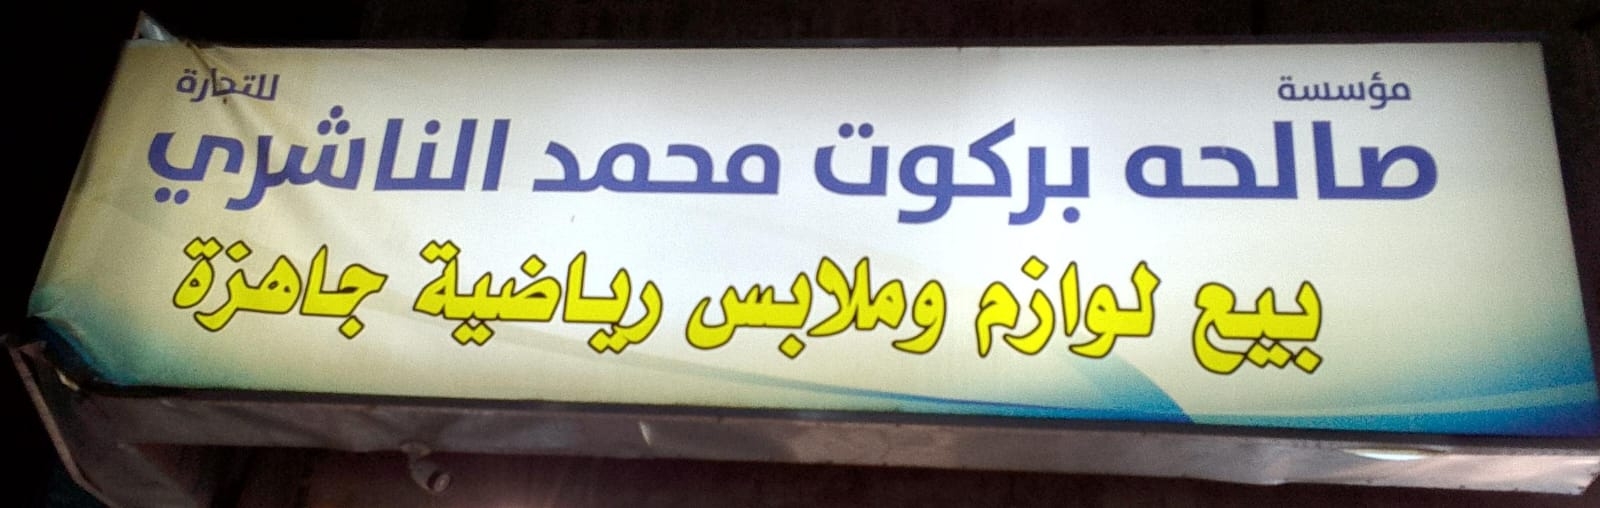 مؤسسة للتجارة
صالحه بركوت محمد الناشري
بيع لوازم وملابس رياضية جاهزة